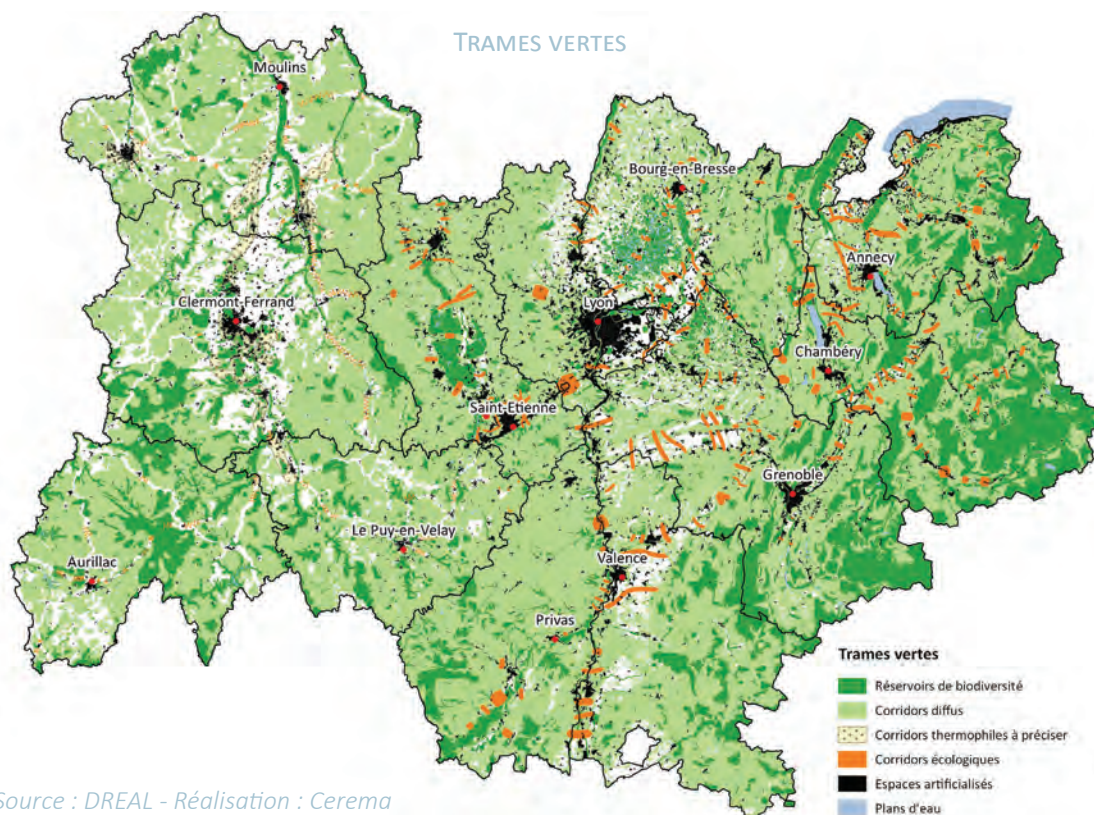 TRAMES VERTES
Moulins
Bourg-en-Bresse
Annecy
Clermont-Ferrand
Lyon
Chambéry
Saint-Etienne
Grenoble
Le Puy-en-Velay
Aurillac
Valence
Privas
Trames vertes
Réservoirs de biodiversité
Corridors diffus
Corridors thermophiles à préciser
Corridors écologiques
Espaces artificialisés
Plans d'eau
Source : DREAL - Réalisation : Cerema